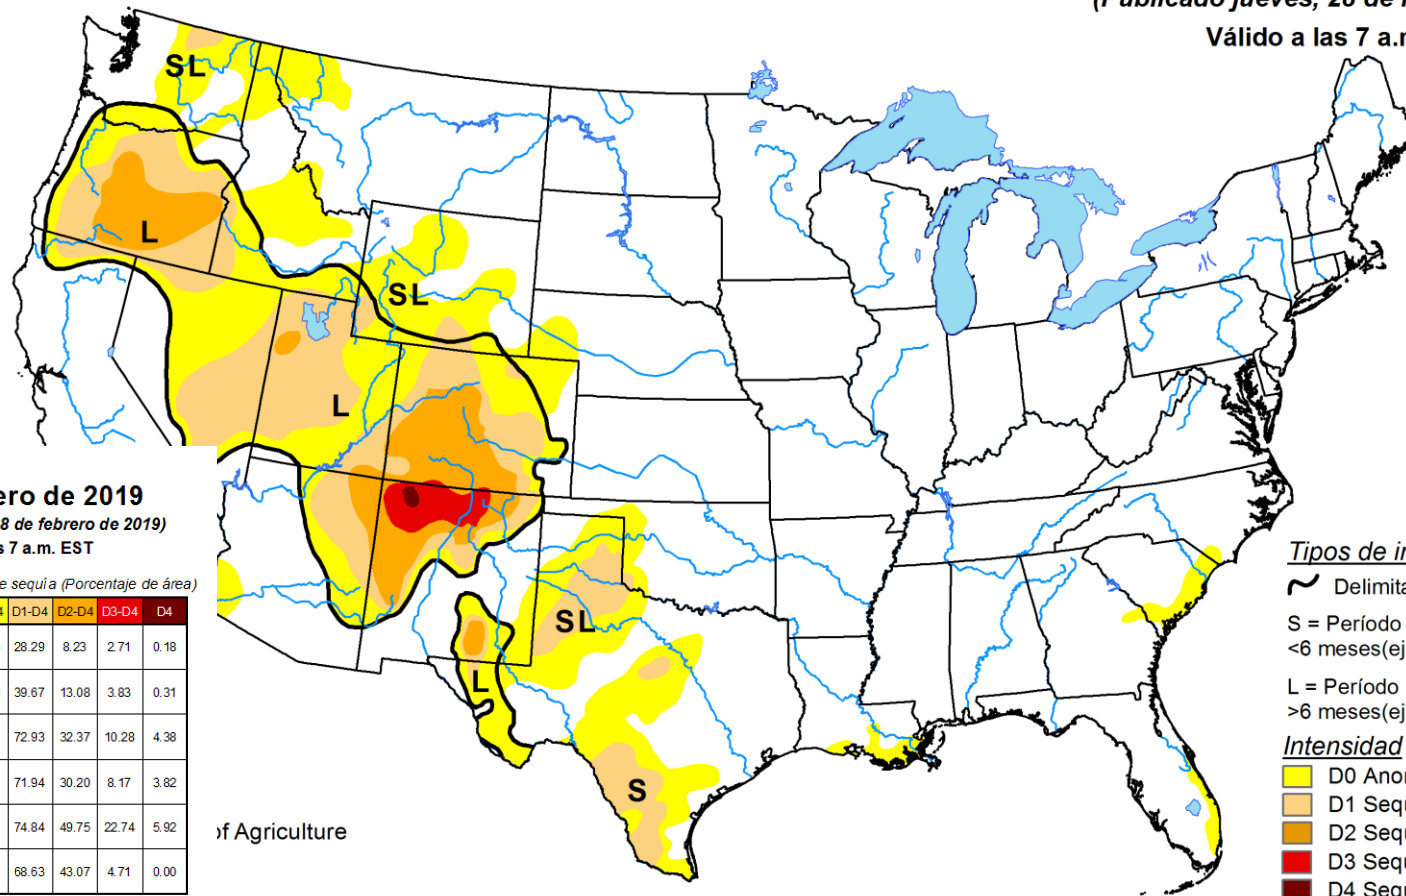 (Publicado jueves, 28 de
Válido a las 7 a.m
SL
L
SL
L
SL
L
S
ero de 2019
8 de febrero de 2019)
s 7 a.m. EST
e sequía (Porcentaje de área)
4 D1-D4 D2-D4 D3-D4 D4
28.29 8.23 2.71 0.18
39.67 13.08 3.83 0.31
72.93 32.37 10.28 4.38
71.94 30.20 8.17 3.82
74.84 49.75 22.74 5.92
68.63 43.07 4.71 0.00
of Agriculture
Tipos de i
Delimita
S = Período
<6 meses(ej
L = Período
>6 meses(ej
Intensidad
D0 Anor
D1 Sequ
D2 Sequ
D3 Sequ
D4 Sequ